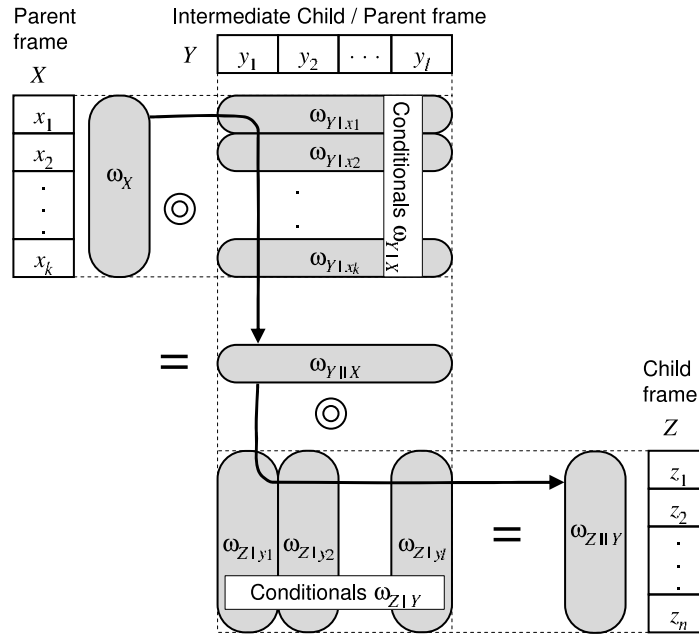 Parent frame
X
Intermediate Child / Parent frame
Y
y1 y2 · · · yl
x1
x2
.
.
.
xk
ωX
ωY|x1
ωY|x2
.
.
ωY|xk
Conditionals ωY|X
=
ωY||X
Child frame
Z
ωZ|y1
ωZ|y2
ωZ|yl
Conditionals ωZ|Y
=
ωZ||Y
z1
z2
.
.
.
zn